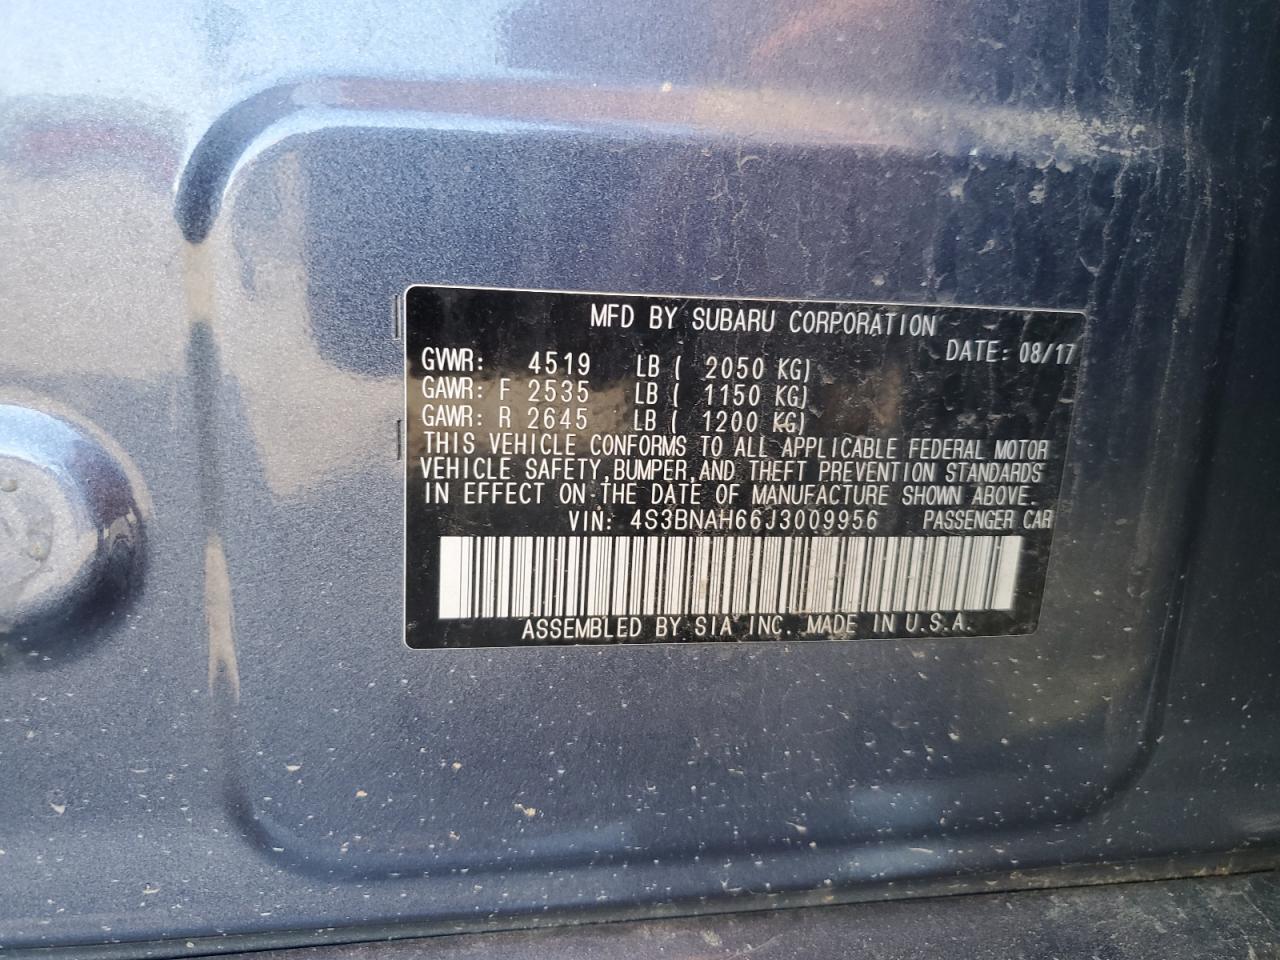 MFD BY SUBARU CORPORATION
DATE: 08/17
GVWR: 4519 LB ( 2050 KG)
GAWR: F 2535 LB ( 1150 KG)
GAWR: R 2645 LB ( 1200 KG)
THIS VEHICLE CONFORMS TO ALL APPLICABLE FEDERAL MOTOR
VEHICLE SAFETY, BUMPER, AND THEFT PREVENTION STANDARDS
IN EFFECT ON THE DATE OF MANUFACTURE SHOWN ABOVE.
VIN: 4S3BNAH66J3009956 PASSENGER CAR
ASSEMBLED BY SIA INC. MADE IN U.S.A.